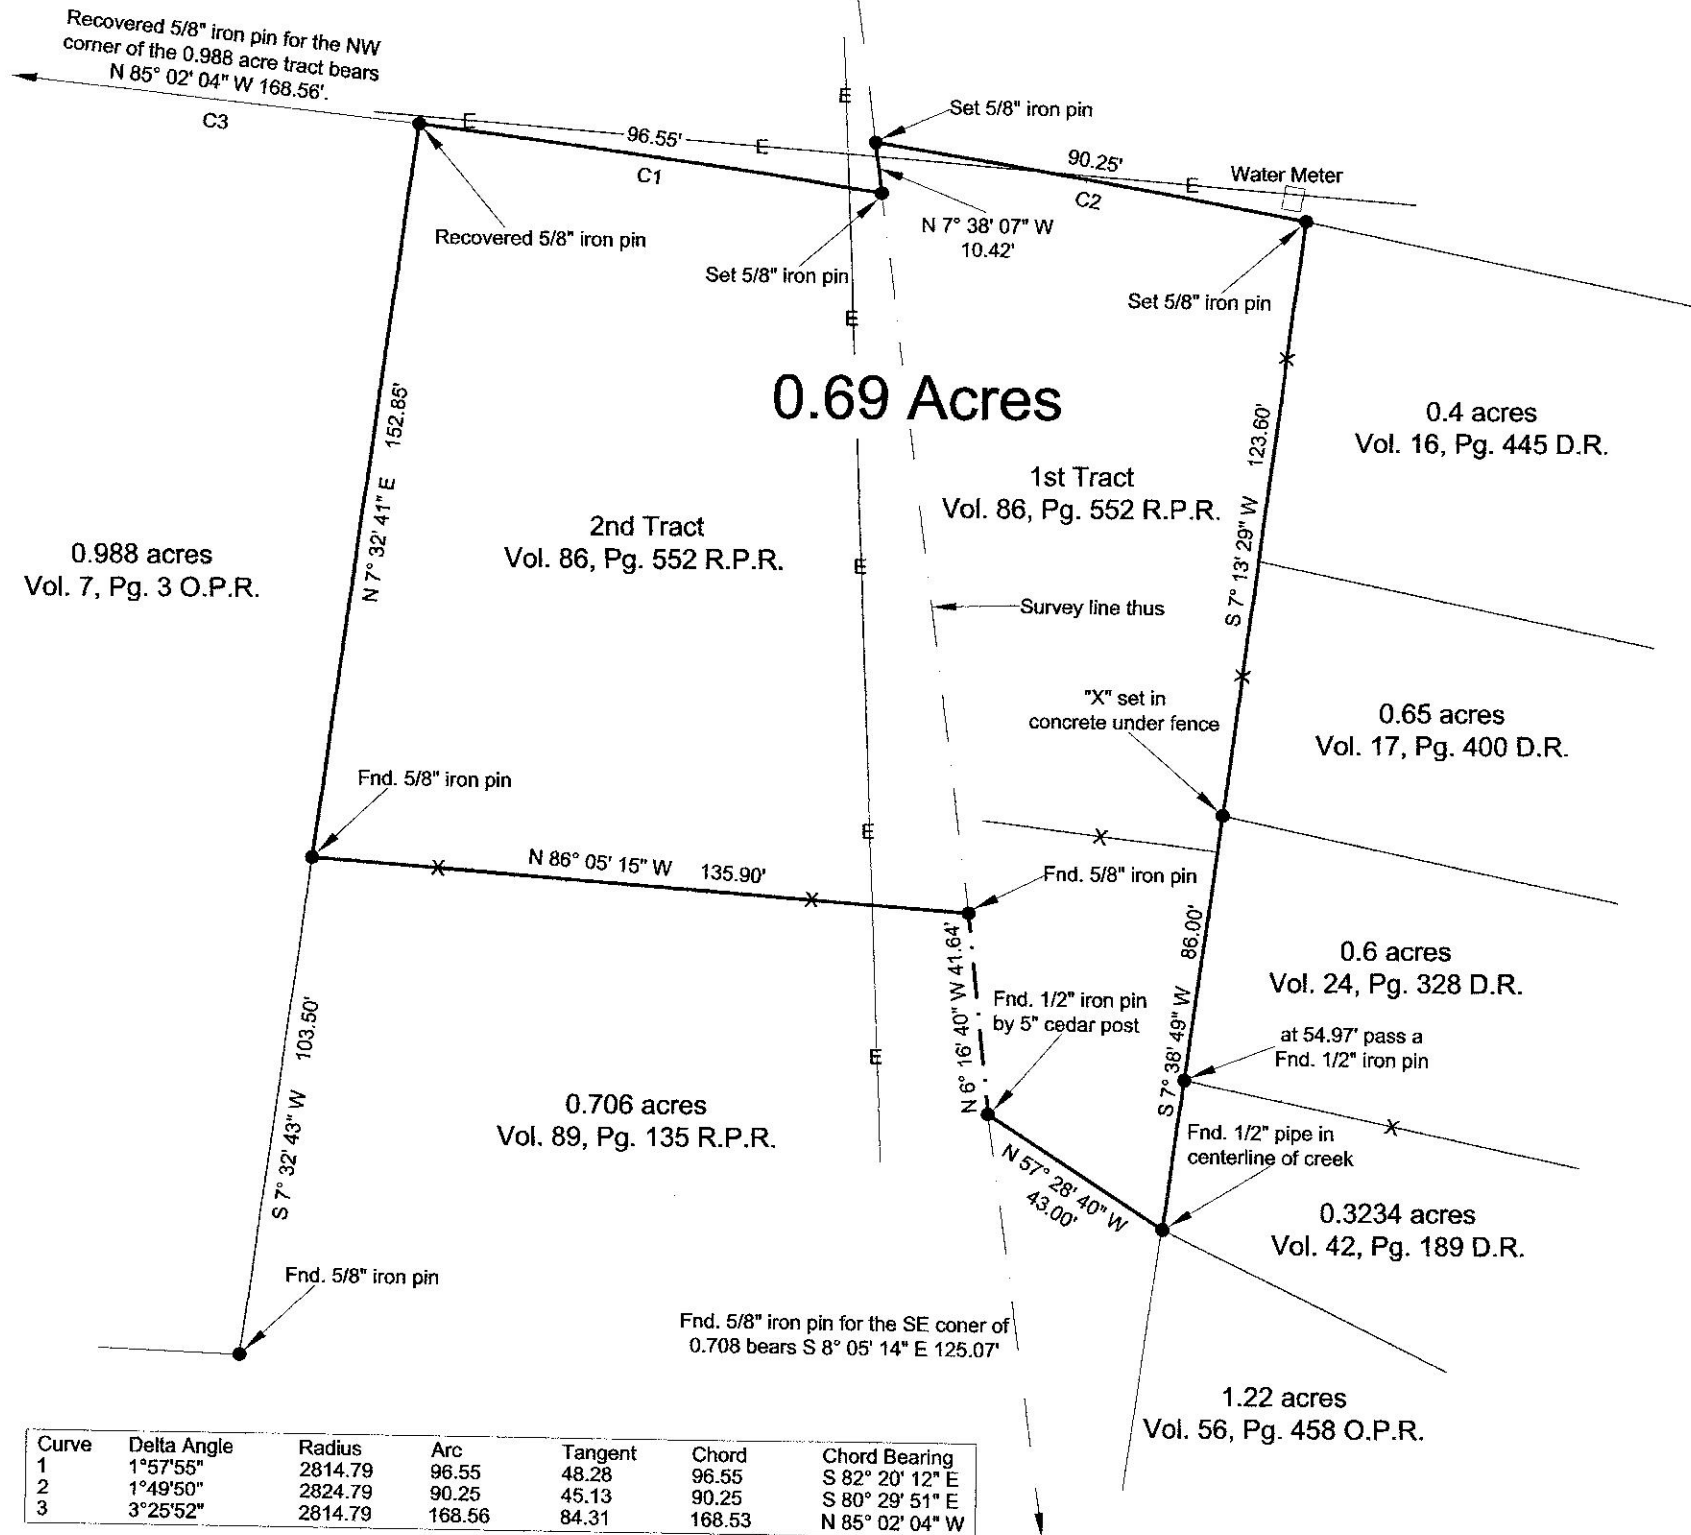 Recovered 5/8" iron pin for the NW
corner of the 0.988 acre tract bears
N 85° 02' 04" W 168.56'.
C3
E
96.55'
C1
E
E
Set 5/8" iron pin
90.25'
C2
E
Water Meter
Recovered 5/8" iron pin
Set 5/8" iron pin
N 7° 38' 07" W
10.42'
Set 5/8" iron pin
E
0.69 Acres
N 7° 32' 41" E 152.85'
S 7° 13' 29" W 123.60'
0.4 acres
Vol. 16, Pg. 445 D.R.
1st Tract
Vol. 86, Pg. 552 R.P.R.
2nd Tract
Vol. 86, Pg. 552 R.P.R.
0.988 acres
Vol. 7, Pg. 3 O.P.R.
E
Survey line thus
"X" set in
concrete under fence
0.65 acres
Vol. 17, Pg. 400 D.R.
Fnd. 5/8" iron pin
E
N 86° 05' 15" W 135.90'
Fnd. 5/8" iron pin
N 6° 16' 40" W 41.64'
S 7° 38' 49" W 86.00'
0.6 acres
Vol. 24, Pg. 328 D.R.
Fnd. 1/2" iron pin
by 5" cedar post
at 54.97' pass a
Fnd. 1/2" iron pin
E
S 7° 32' 43" W 103.50'
0.706 acres
Vol. 89, Pg. 135 R.P.R.
Fnd. 1/2" pipe in
centerline of creek
N 57° 28' 40" W
43.00'
0.3234 acres
Vol. 42, Pg. 189 D.R.
Fnd. 5/8" iron pin
Fnd. 5/8" iron pin for the SE coner of
0.708 bears S 8° 05' 14" E 125.07'
1.22 acres
Vol. 56, Pg. 458 O.P.R.
Curve Delta Angle Radius Arc Tangent Chord Chord Bearing
1 1°57'55" 2814.79 96.55 48.28 96.55 S 82° 20' 12" E
2 1°49'50" 2824.79 90.25 45.13 90.25 S 80° 29' 51" E
3 3°25'52" 2814.79 168.56 84.31 168.53 N 85° 02' 04" W